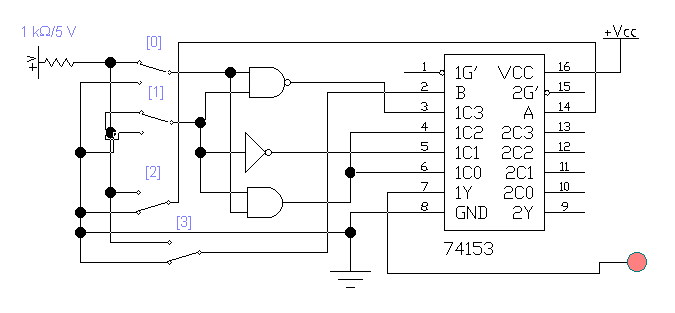 1 kΩ/5 V
+V
[0]
[1]
[2]
[3]
+Vcc
1 1G' VCC 16
2 B 2G' 15
3 1C3 A 14
4 1C2 2C3 13
5 1C1 2C2 12
6 1C0 2C1 11
7 1Y 2C0 10
8 GND 2Y 9
74153